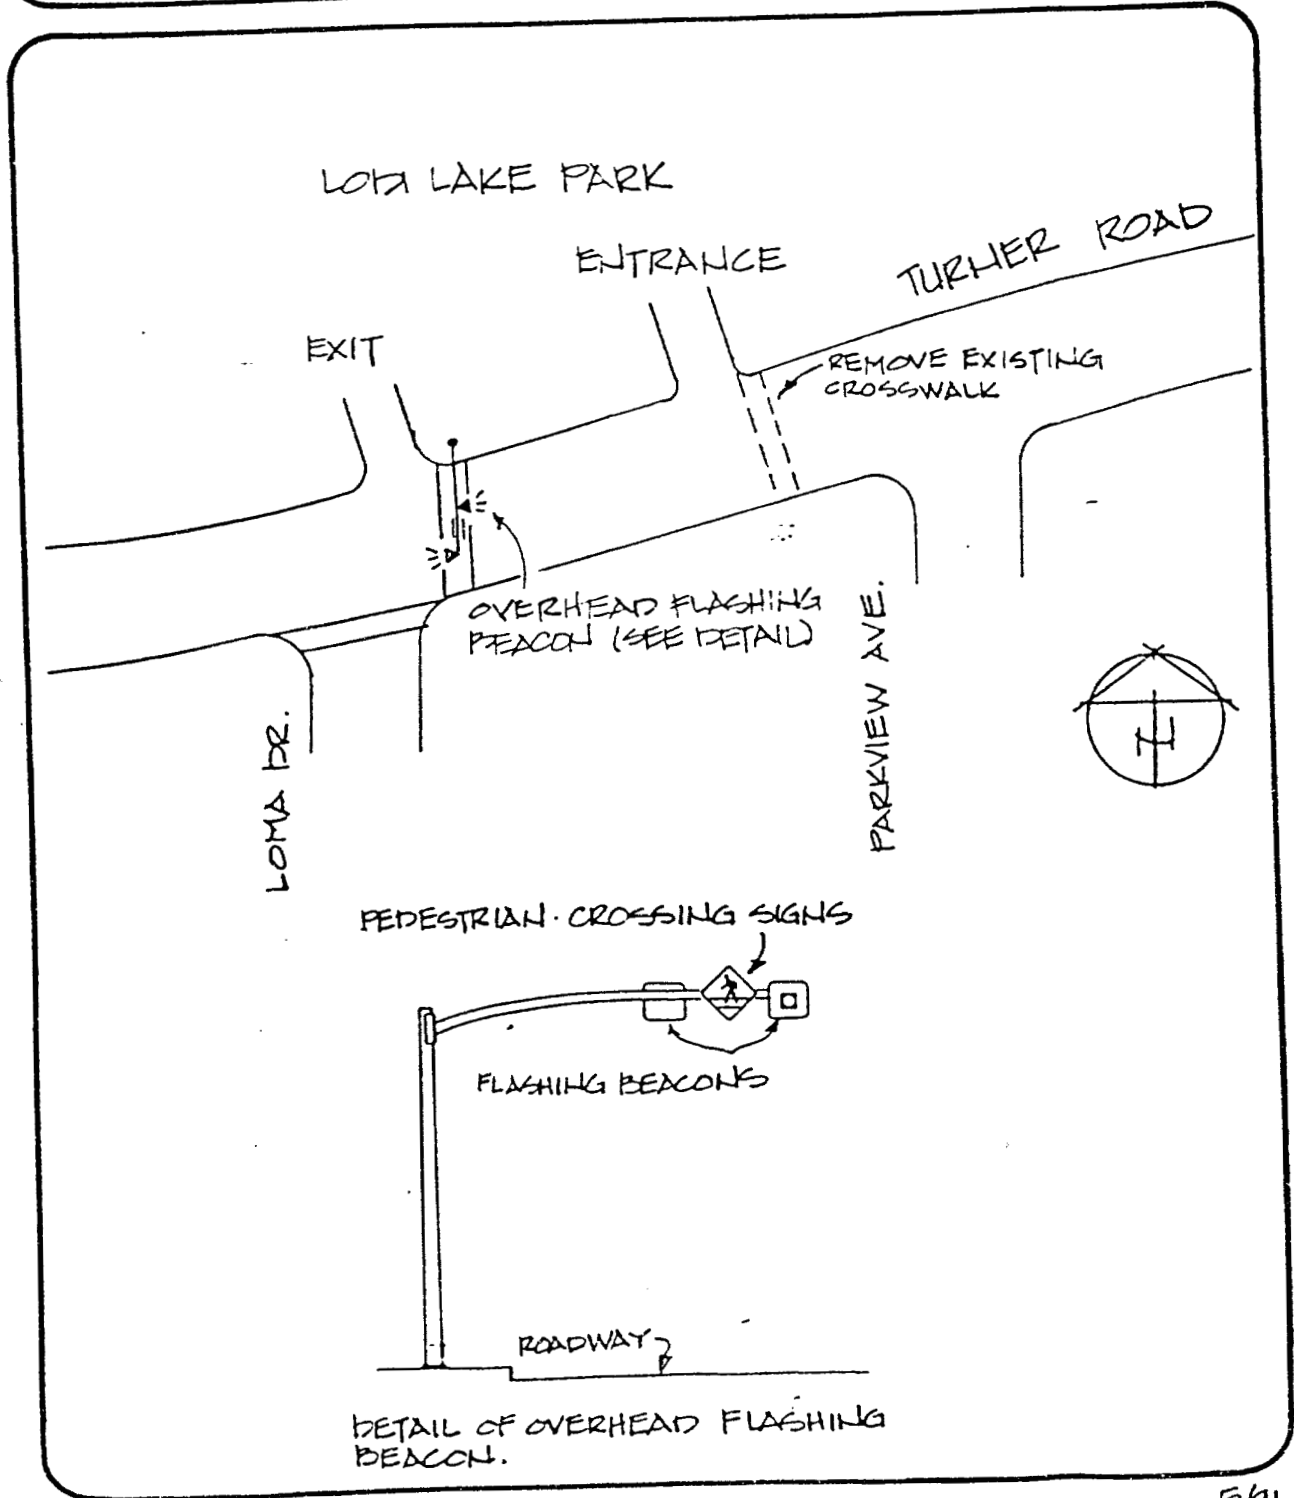 LODI LAKE PARK
ENTRANCE
TURNER ROAD
EXIT
REMOVE EXISTING
CROSSWALK
OVERHEAD FLASHING
BEACON (SEE DETAIL)
LOMA DR.
PARKVIEW AVE.
N
PEDESTRIAN CROSSING SIGNS
FLASHING BEACONS
ROADWAY
DETAIL OF OVERHEAD FLASHING
BEACON.